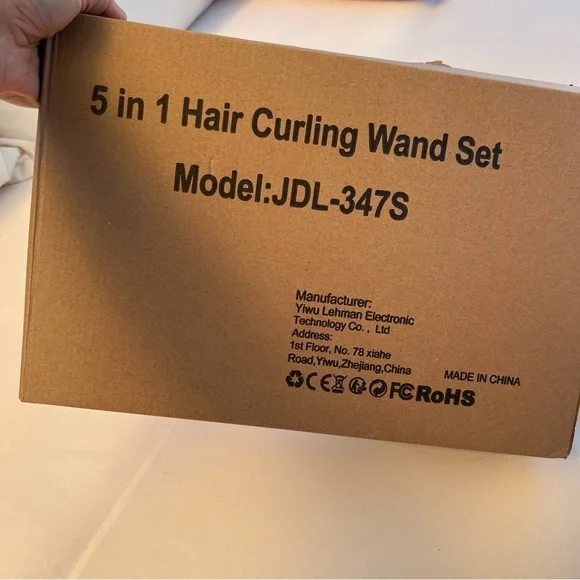 5 in 1 Hair Curling Wand Set
Model:JDL-347S
Manufacturer:
Yiwu Lehman Electronic
Technology Co. , Ltd
Address:
1st Floor, No. 78 xiahe
Road,Yiwu,Zhejiang,China
MADE IN CHINA
CE FC RoHS